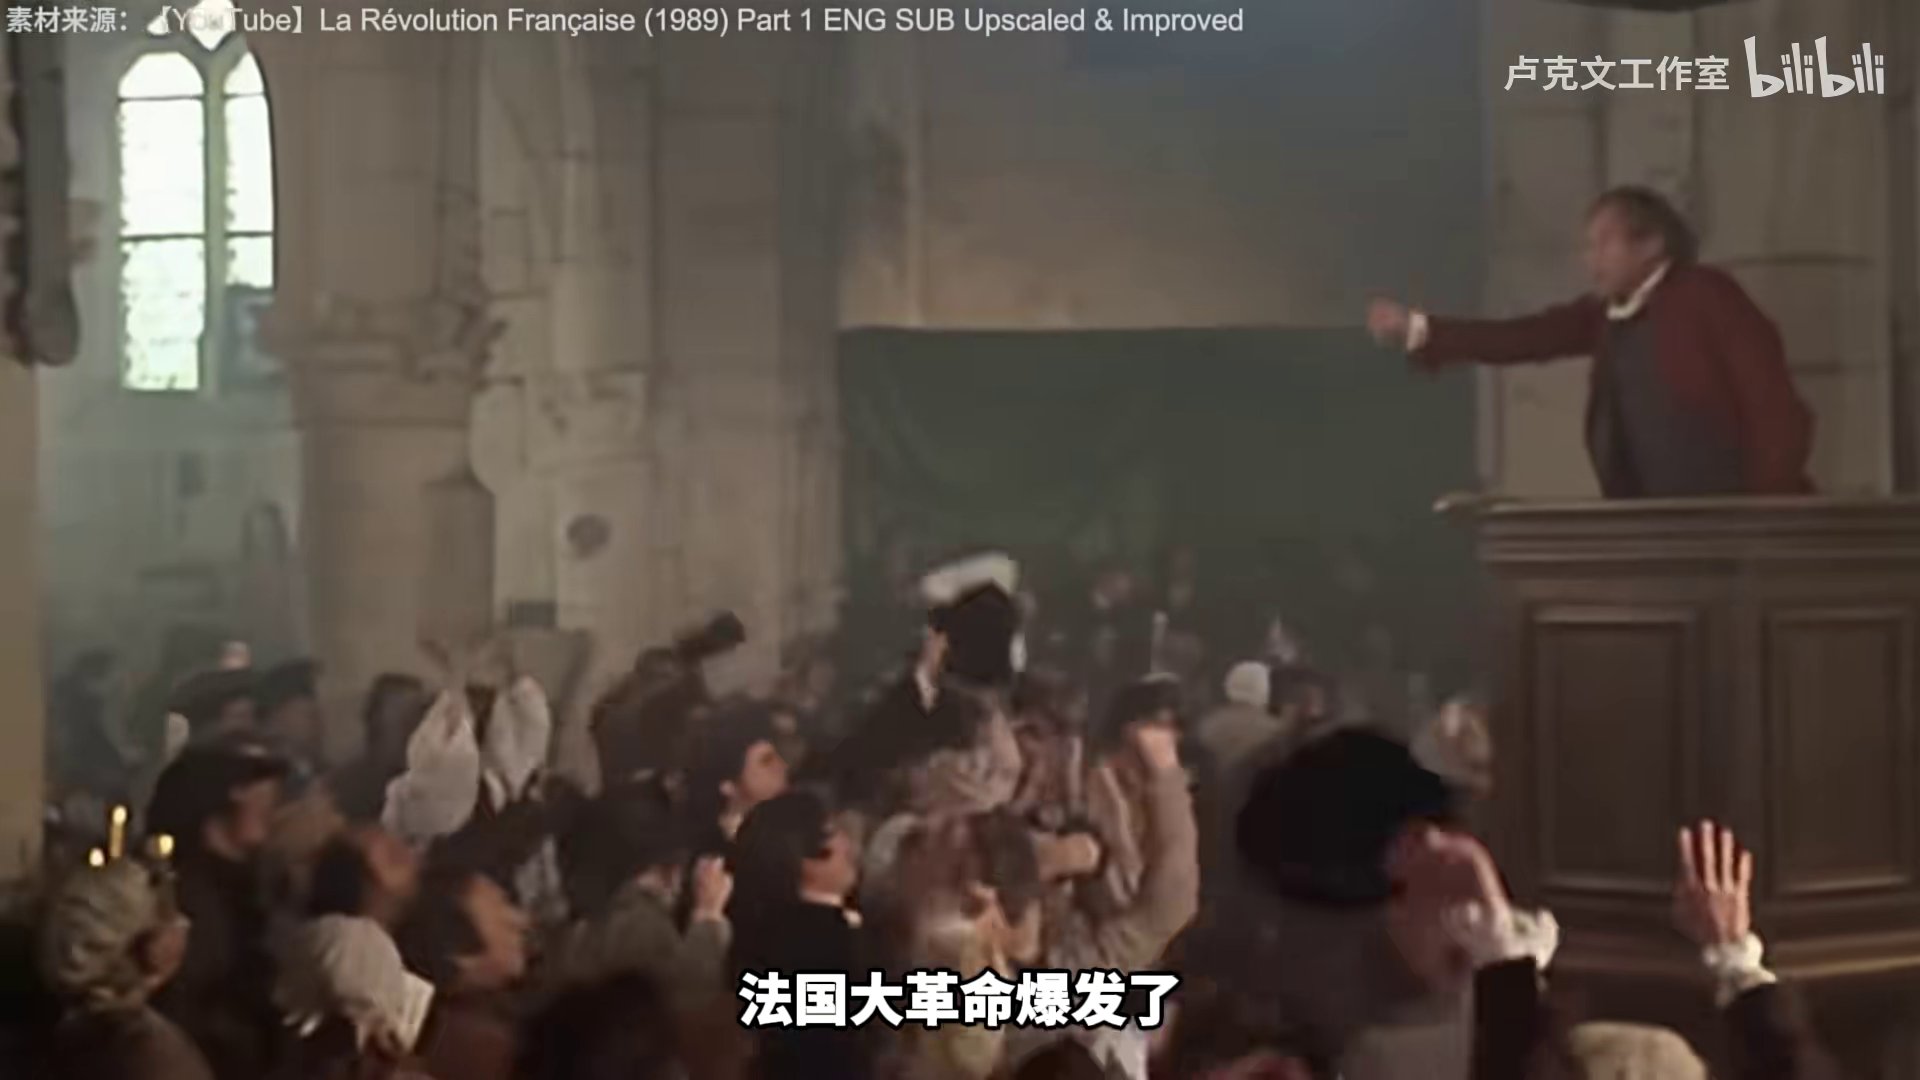 素材来源：【YouTube】La Révolution Française (1989) Part 1 ENG SUB Upscaled & Improved
卢克文工作室 bilibili
法国大革命爆发了